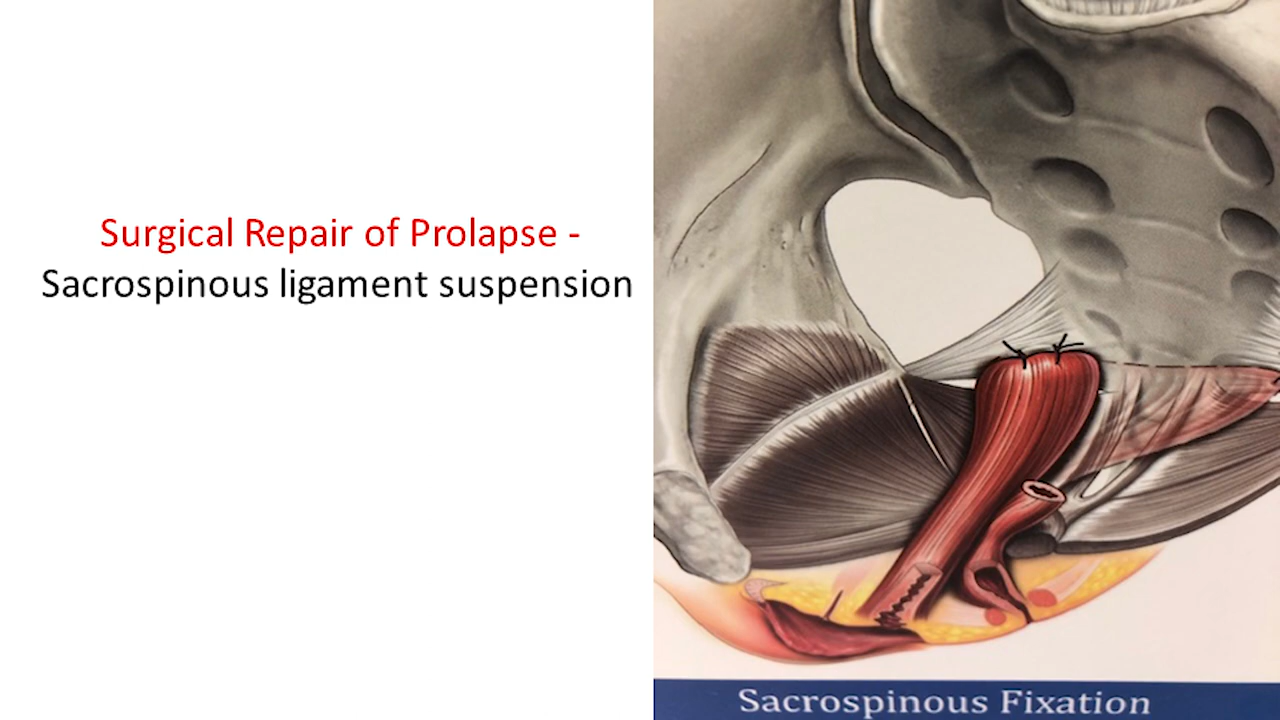 Surgical Repair of Prolapse -
Sacrospinous ligament suspension
Sacrospinous Fixation